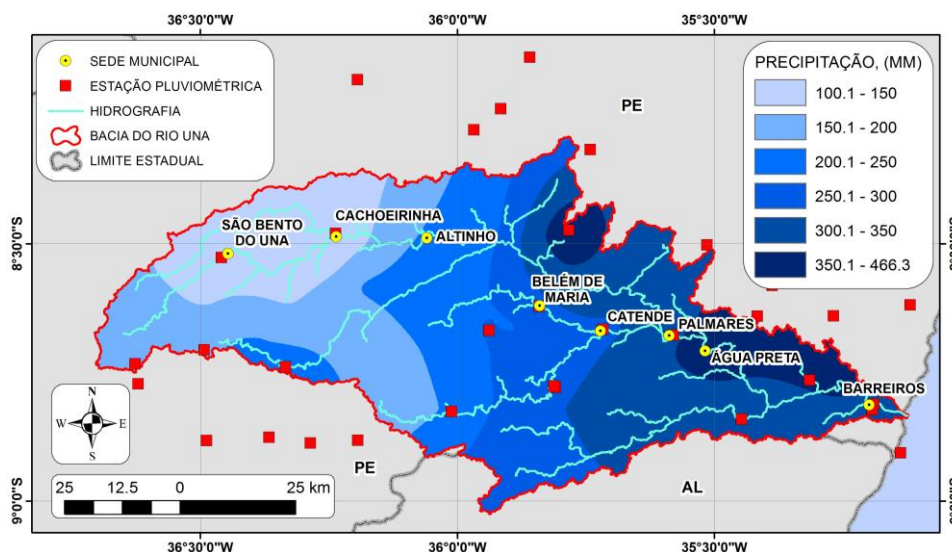 36°30'0"W
36°0'0"W
35°30'0"W
SEDE MUNICIPAL
ESTAÇÃO PLUVIOMÉTRICA
HIDROGRAFIA
BACIA DO RIO UNA
LIMITE ESTADUAL
PRECIPITAÇÃO, (MM)
100.1 - 150
150.1 - 200
200.1 - 250
250.1 - 300
300.1 - 350
350.1 - 466.3
PE
8°30'0"S
SÃO BENTO
DO UNA
CACHOEIRINHA
ALTINHO
BELÉM DE
MARIA
CATENDE
PALMARES
ÁGUA PRETA
BARREIROS
N
W
E
S
PE
AL
25 12.5 0 25 km
9°0'0"S
36°30'0"W
36°0'0"W
35°30'0"W